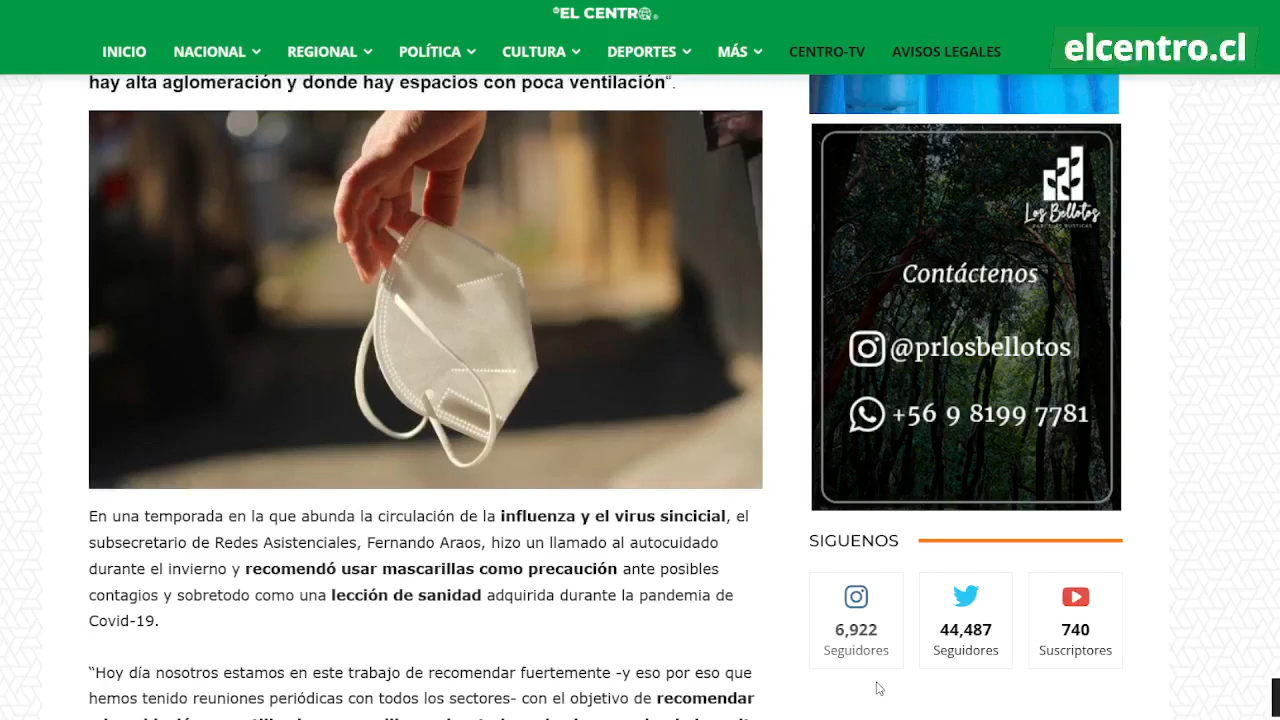 EL CENTRO
INICIO NACIONAL REGIONAL POLÍTICA CULTURA DEPORTES MÁS CENTRO-TV AVISOS LEGALES
elcentro.cl
hay alta aglomeración y donde hay espacios con poca ventilación“.
Los Bellotos
PARCELAS RUSTICAS
Contáctenos
@prlosbellotos
+56 9 8199 7781
En una temporada en la que abunda la circulación de la influenza y el virus sincicial, el
subsecretario de Redes Asistenciales, Fernando Araos, hizo un llamado al autocuidado
durante el invierno y recomendó usar mascarillas como precaución ante posibles
contagios y sobretodo como una lección de sanidad adquirida durante la pandemia de
Covid-19.
“Hoy día nosotros estamos en este trabajo de recomendar fuertemente -y eso por eso que
hemos tenido reuniones periódicas con todos los sectores- con el objetivo de recomendar
SIGUENOS
6,922 44,487 740
Seguidores Seguidores Suscriptores